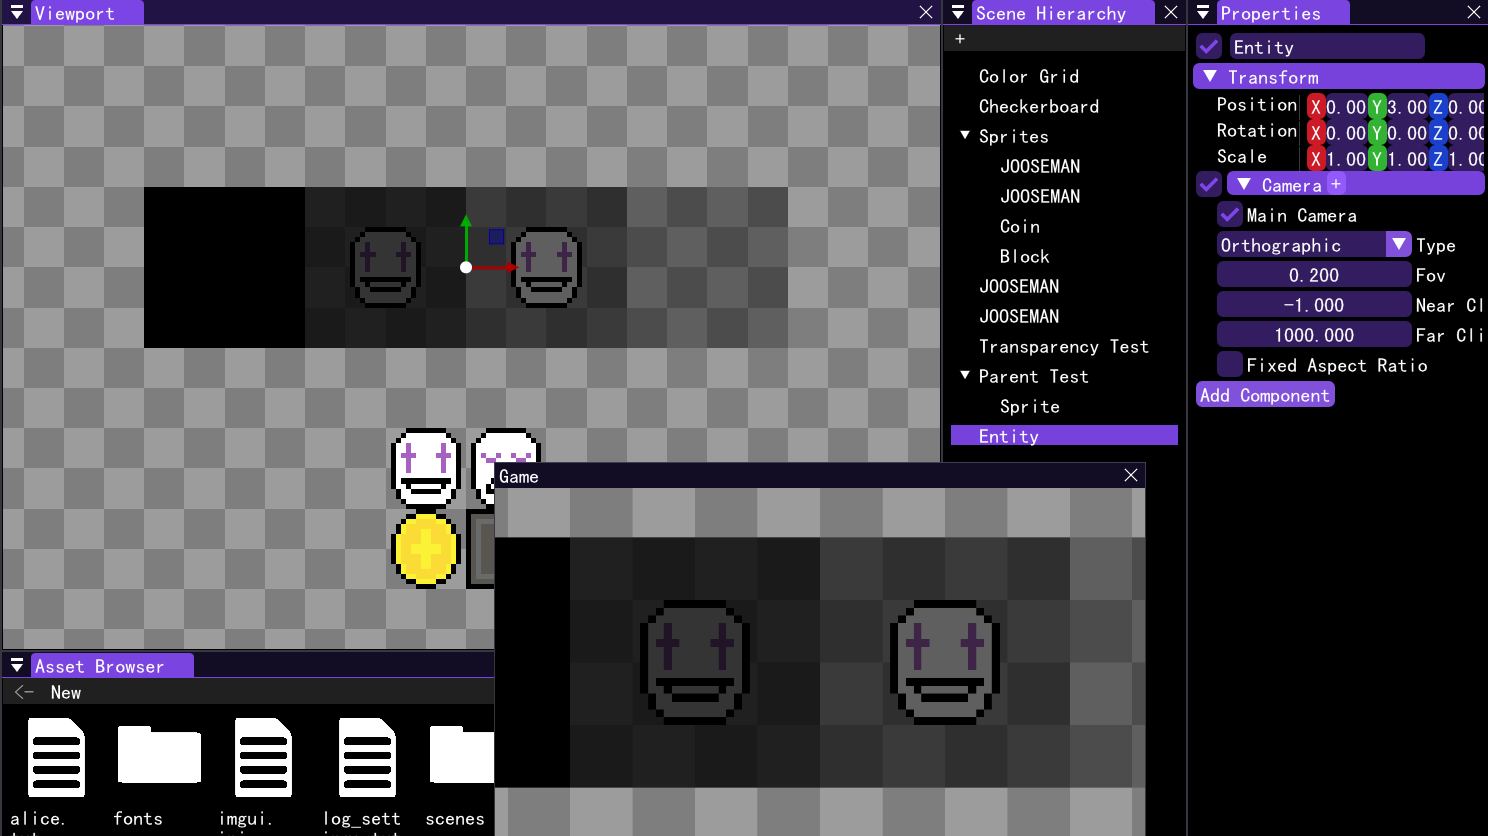 Viewport
Scene Hierarchy
Properties
+
Color Grid
Checkerboard
Sprites
JOOSEMAN
JOOSEMAN
Coin
Block
JOOSEMAN
JOOSEMAN
Transparency Test
Parent Test
Sprite
Entity
Entity
Transform
Position X 0.00 Y 3.00 Z 0.00
Rotation X 0.00 Y 0.00 Z 0.00
Scale X 1.00 Y 1.00 Z 1.00
Camera +
Main Camera
Orthographic Type
0.200 Fov
-1.000 Near Cl
1000.000 Far Cli
Fixed Aspect Ratio
Add Component
Game
Asset Browser
New
alice.
fonts
imgui.
log_sett
scenes